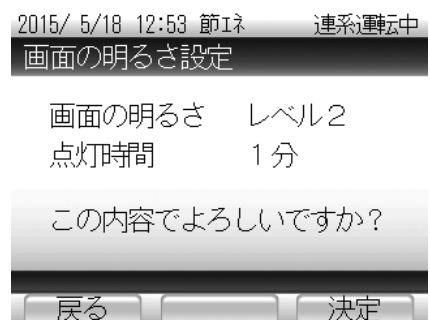 2015/ 5/18 12:53 節エネ 連系運転中
画面の明るさ設定
画面の明るさ レベル2
点灯時間 1分
この内容でよろしいですか？
戻る 決定